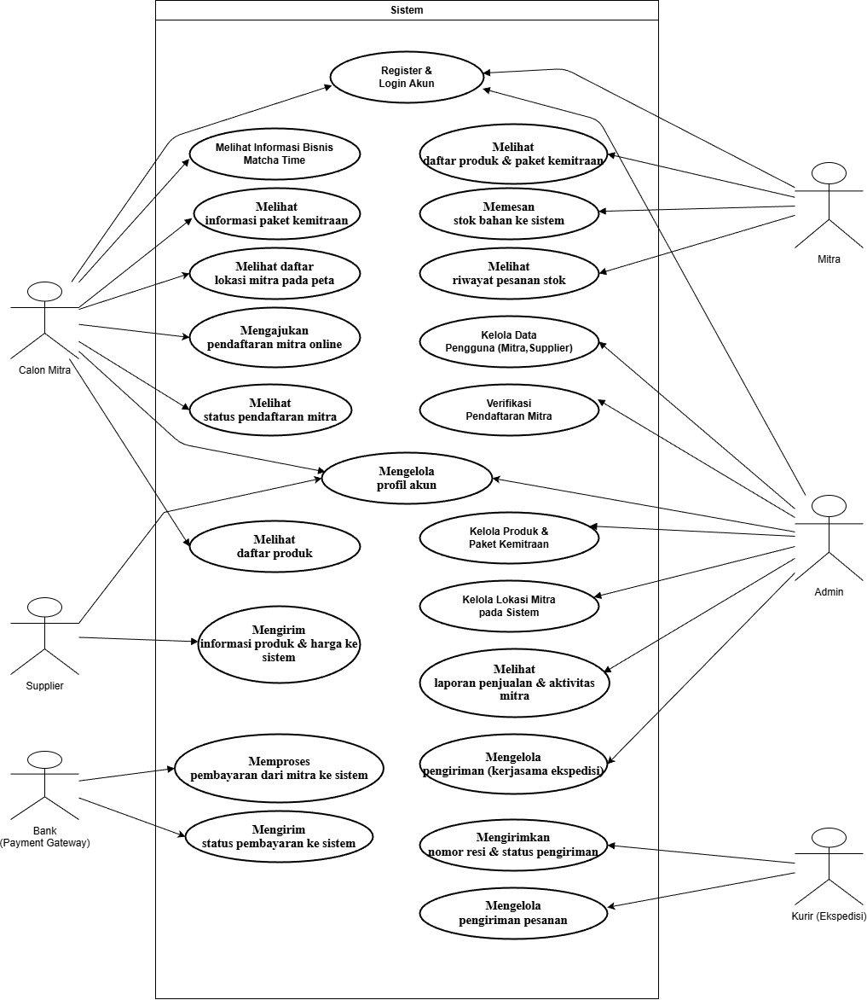 Sistem
Register &
Login Akun
Melihat Informasi Bisnis
Matcha Time
Melihat
daftar produk & paket kemitraan
Melihat
informasi paket kemitraan
Memesan
stok bahan ke sistem
Mitra
Melihat daftar
lokasi mitra pada peta
Melihat
riwayat pesanan stok
Calon Mitra
Mengajukan
pendaftaran mitra online
Kelola Data
Pengguna (Mitra,Supplier)
Melihat
status pendaftaran mitra
Verifikasi
Pendaftaran Mitra
Mengelola
profil akun
Melihat
daftar produk
Kelola Produk &
Paket Kemitraan
Admin
Kelola Lokasi Mitra
pada Sistem
Supplier
Mengirim
informasi produk & harga ke
sistem
Melihat
laporan penjualan & aktivitas
mitra
Memproses
pembayaran dari mitra ke sistem
Mengelola
pengiriman (kerjasama ekspedisi)
Bank
(Payment Gateway)
Mengirim
status pembayaran ke sistem
Mengirimkan
nomor resi & status pengiriman
Kurir (Ekspedisi)
Mengelola
pengiriman pesanan